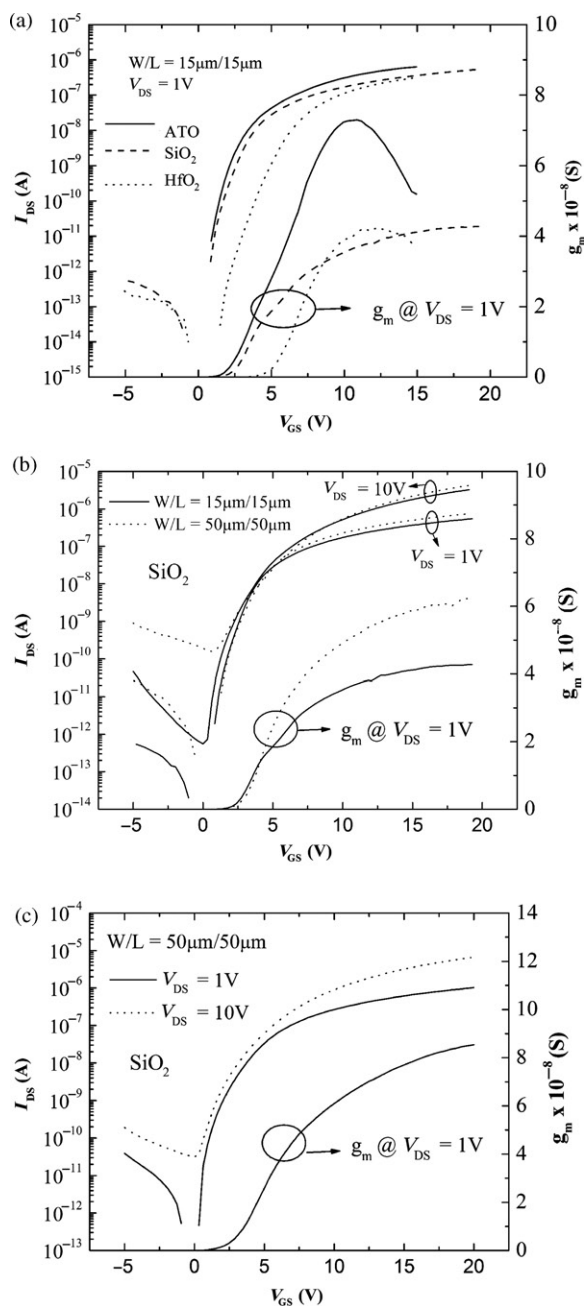 (a)
W/L = 15μm/15μm
V_DS = 1V
ATO
SiO₂
HfO₂
10⁻⁵
10⁻⁶
10⁻⁷
10⁻⁸
10⁻⁹
10⁻¹⁰
10⁻¹¹
10⁻¹²
10⁻¹³
10⁻¹⁴
10⁻¹⁵
I_DS (A)
10
8
6
4
2
0
g_m x 10⁻⁸(S)
g_m @ V_DS = 1V
−5 0 5 10 15 20
V_GS (V)
(b)
W/L = 15μm/15μm
W/L = 50μm/50μm
V_DS = 10V
V_DS = 1V
SiO₂
10⁻⁵
10⁻⁶
10⁻⁷
10⁻⁸
10⁻⁹
10⁻¹⁰
10⁻¹¹
10⁻¹²
10⁻¹³
10⁻¹⁴
I_DS (A)
10
8
6
4
2
0
g_m x 10⁻⁸ (S)
g_m @ V_DS = 1V
−5 0 5 10 15 20
V_GS (V)
(c)
W/L = 50μm/50μm
V_DS = 1V
V_DS = 10V
SiO₂
10⁻⁴
10⁻⁵
10⁻⁶
10⁻⁷
10⁻⁸
10⁻⁹
10⁻¹⁰
10⁻¹¹
10⁻¹²
10⁻¹³
I_DS (A)
14
12
10
8
6
4
2
0
g_m x 10⁻⁸ (S)
g_m @ V_DS = 1V
−5 0 5 10 15 20
V_GS (V)